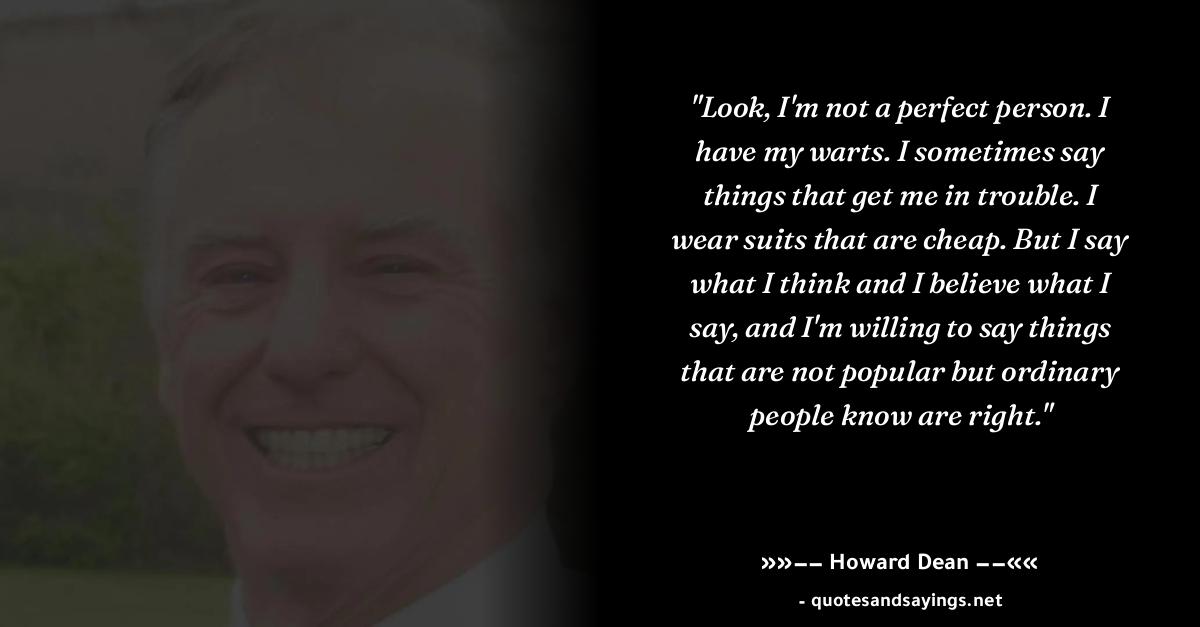 "Look, I'm not a perfect person. I
have my warts. I sometimes say
things that get me in trouble. I
wear suits that are cheap. But I say
what I think and I believe what I
say, and I'm willing to say things
that are not popular but ordinary
people know are right."
»»−− Howard Dean −−««
- quotesandsayings.net